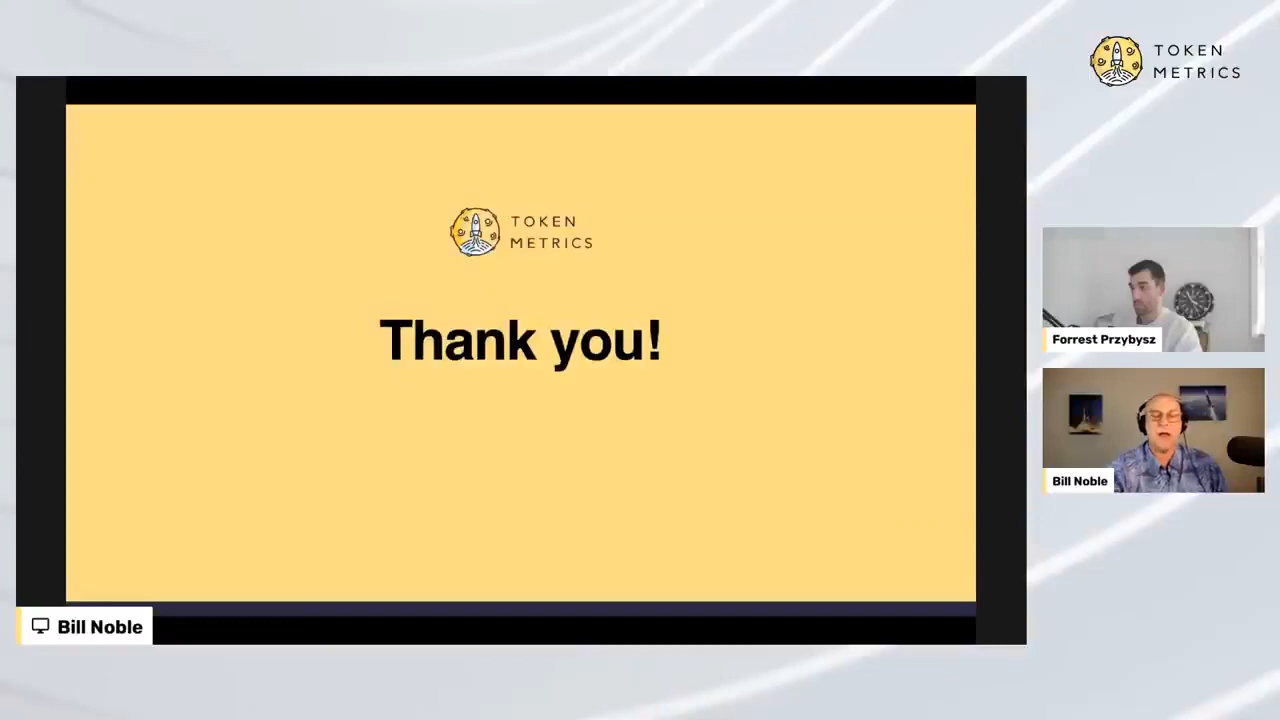 TOKEN
METRICS
TOKEN
METRICS
Thank you!
Forrest Przybysz
Bill Noble
Bill Noble